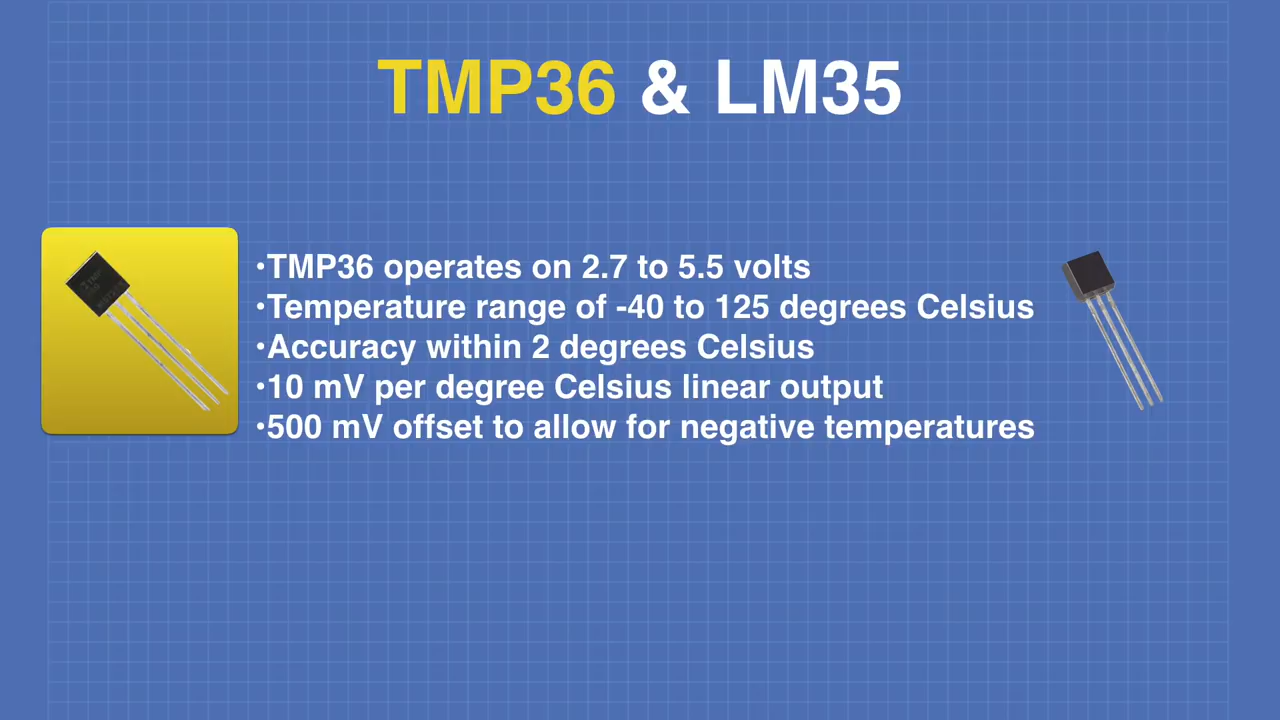 TMP36 & LM35
•TMP36 operates on 2.7 to 5.5 volts
•Temperature range of -40 to 125 degrees Celsius
•Accuracy within 2 degrees Celsius
•10 mV per degree Celsius linear output
•500 mV offset to allow for negative temperatures